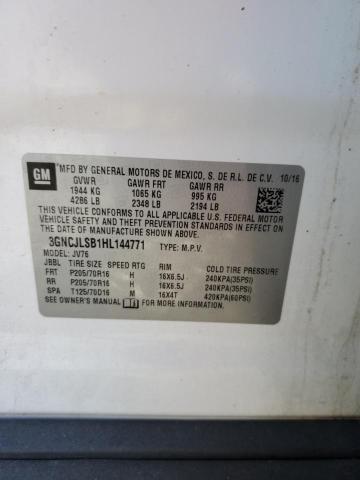 GM
MFD BY GENERAL MOTORS DE MEXICO, S. DE R.L. DE C.V. 10/16
GVWR GAWR FRT GAWR RR
1944 KG 1065 KG 995 KG
4286 LB 2348 LB 2194 LB
THIS VEHICLE CONFORMS TO ALL APPLICABLE U.S. FEDERAL MOTOR
VEHICLE SAFETY AND THEFT PREVENTION STANDARDS IN EFFECT ON
THE DATE OF MANUFACTURE SHOWN ABOVE.
3GNCJLSB1HL144771 TYPE: M.P.V.
MODEL: JV76
JBBL TIRE SIZE SPEED RTG RIM COLD TIRE PRESSURE
FRT P205/70R16 H 16X6.5J 240KPA(35PSI)
RR P205/70R16 H 16X6.5J 240KPA(35PSI)
SPA T125/70D16 M 16X4T 420KPA(60PSI)
SEE OWNER'S MANUAL FOR MORE INFORMATION.